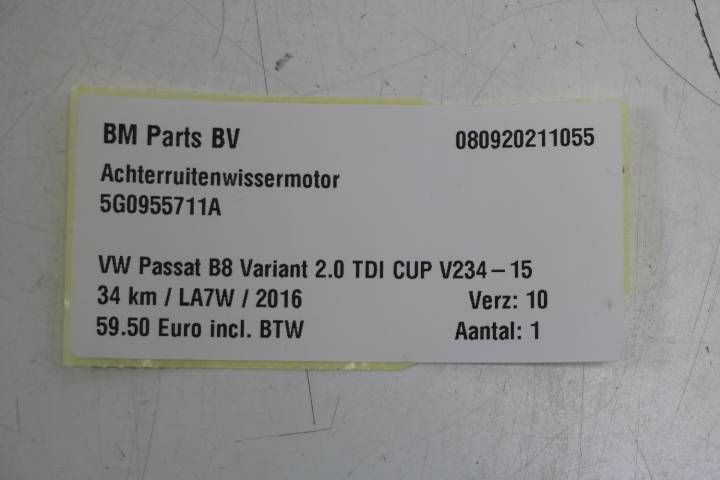 BM Parts BV 080920211055
Achterruitenwissermotor
5G0955711A
VW Passat B8 Variant 2.0 TDI CUP V234-15
34 km / LA7W / 2016 Verz: 10
59.50 Euro incl. BTW Aantal: 1